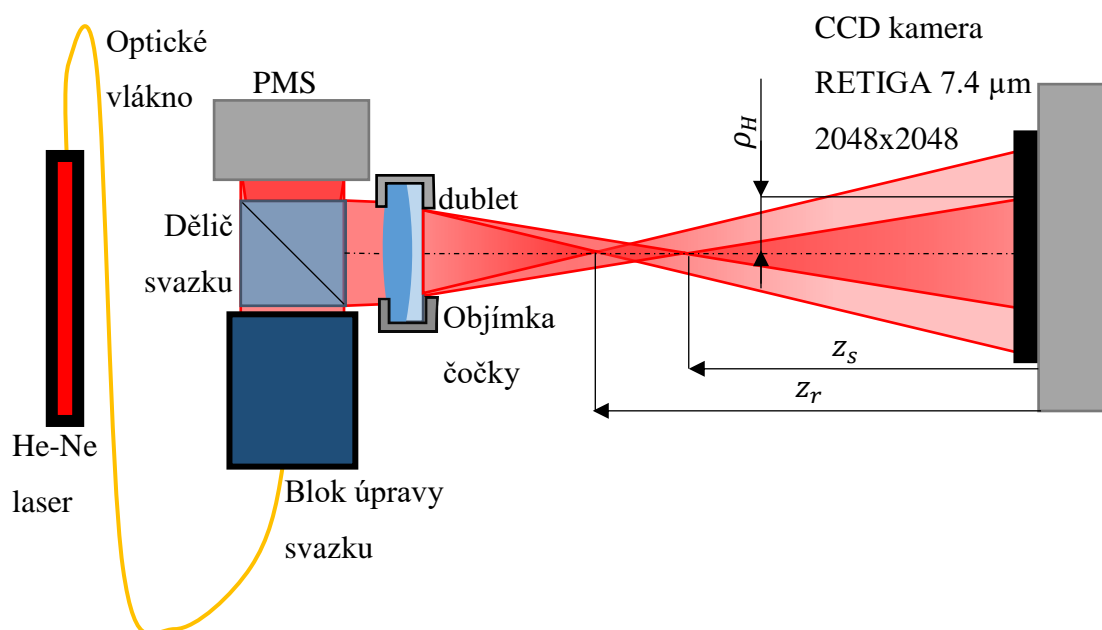 Optické
vlákno
PMS
CCD kamera
RETIGA 7.4 µm
2048x2048
ρ_H
Dělič
svazku
dublet
Objímka
čočky
z_s
z_r
He-Ne
laser
Blok úpravy
svazku